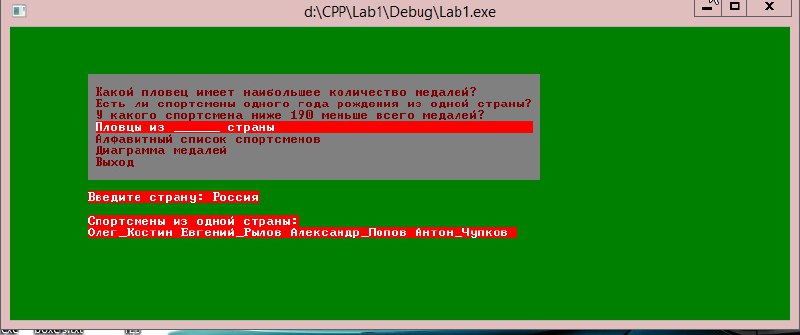 d:\CPP\Lab1\Debug\Lab1.exe
Какой пловец имеет наибольшее количество медалей?
Есть ли спортсмены одного года рождения из одной страны?
У какого спортсмена ниже 190 меньше всего медалей?
Пловцы из ______ страны
Алфавитный список спортсменов
Диаграмма медалей
Выход
Введите страну: Россия
Спортсмены из одной страны:
Олег_Костин Евгений_Рылов Александр_Попов Антон_Чупков